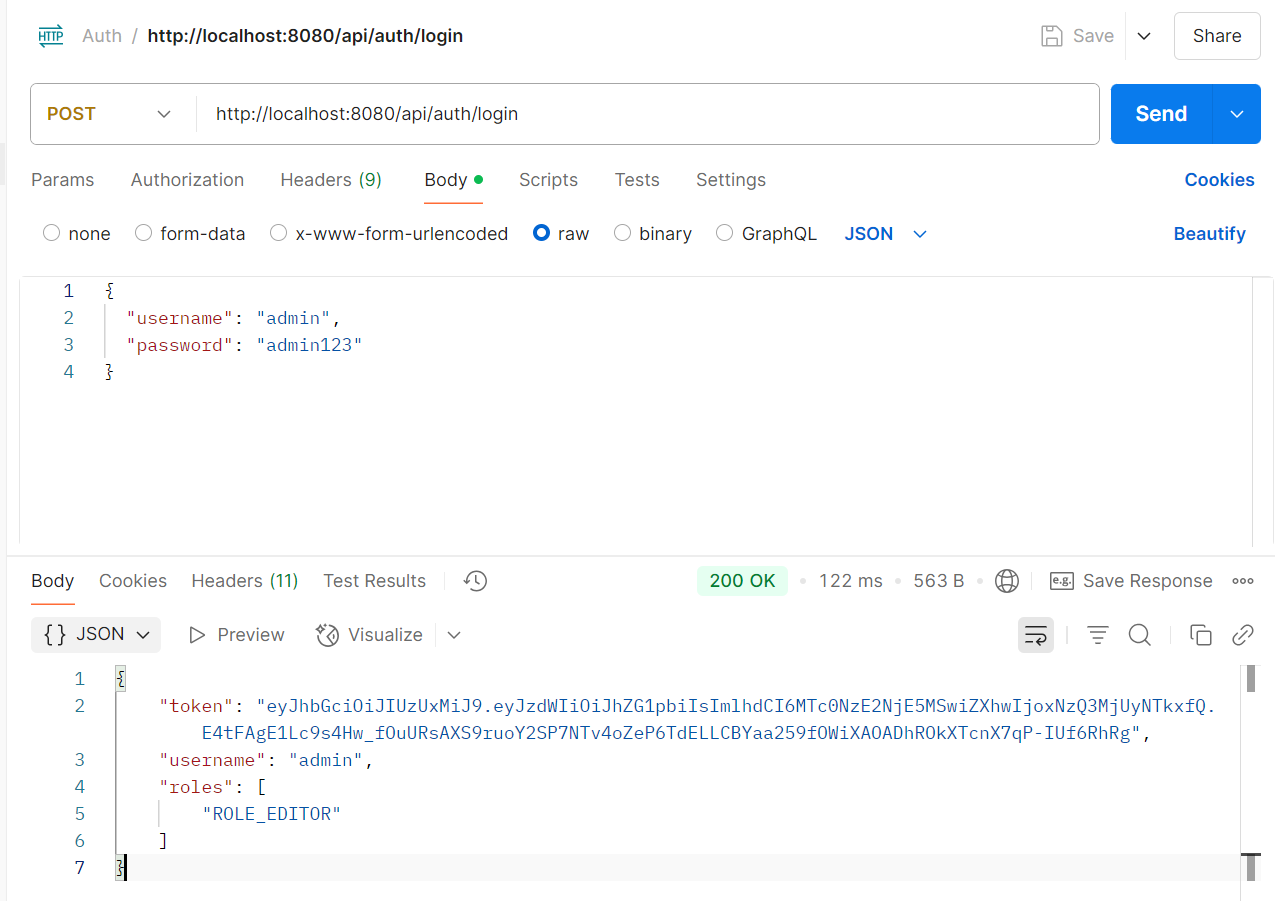 HTTP Auth / http://localhost:8080/api/auth/login Save Share
POST http://localhost:8080/api/auth/login Send
Params Authorization Headers (9) Body Scripts Tests Settings Cookies
none form-data x-www-form-urlencoded raw binary GraphQL JSON Beautify
1 {
2 "username": "admin",
3 "password": "admin123"
4 }
Body Cookies Headers (11) Test Results 200 OK 122 ms 563 B e.g. Save Response
{} JSON Preview Visualize
1 {
2 "token": "eyJhbGciOiJIUzUxMiJ9.eyJzdWIiOiJhZG1pbiIsImlhdCI6MTc0NzE2NjE5MSwiZXhwIjoxNzQ3MjUyNTkxfQ.
E4tFAgE1Lc9s4Hw_fOuURsAXS9ruoY2SP7NTv4oZeP6TdELLCBYaa259fOWiXAOADhROkXTcnX7qP-IUf6RhRg",
3 "username": "admin",
4 "roles": [
5 "ROLE_EDITOR"
6 ]
7 }